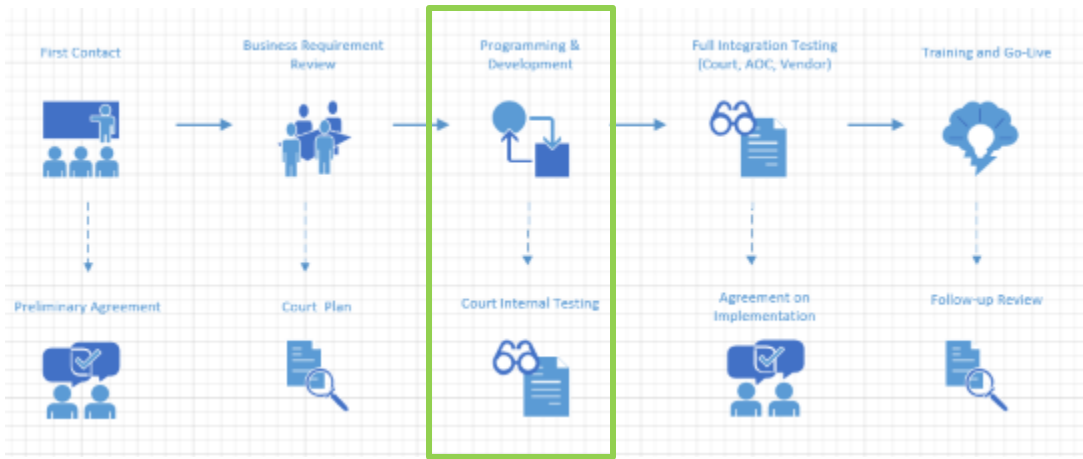 First Contact
Business Requirement
Review
Programming &
Development
Full Integration Testing
(Court, AOC, Vendor)
Training and Go-Live
Preliminary Agreement
Court Plan
Court Internal Testing
Agreement on
Implementation
Follow-up Review